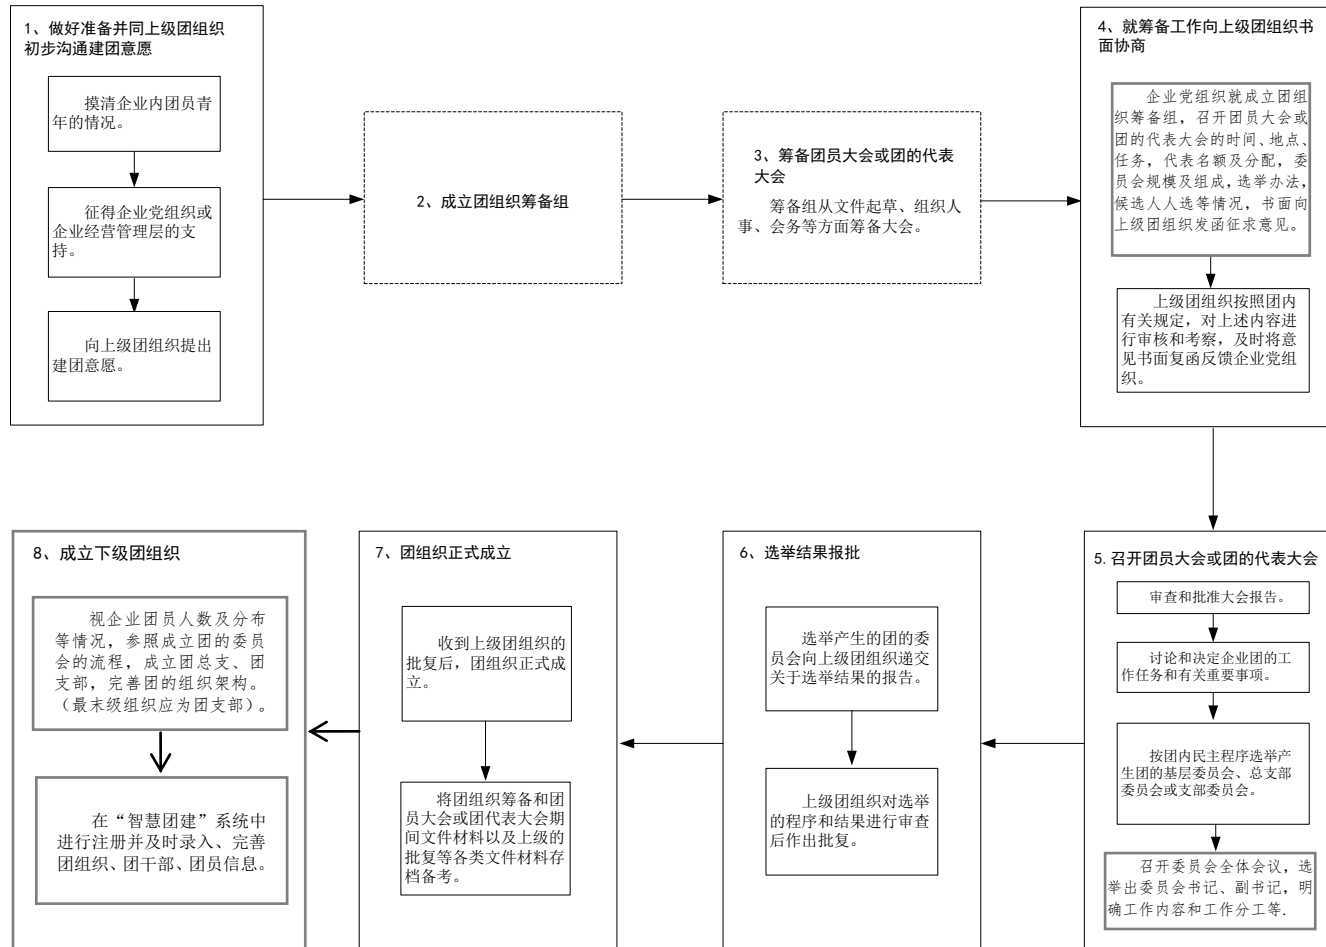 1、做好准备并同上级团组织
初步沟通建团意愿
摸清企业内团员青
年的情况。
征得企业党组织或
企业经营管理层的支
持。
向上级团组织提出
建团意愿。
2、成立团组织筹备组
3、筹备团员大会或团的代表
大会
筹备组从文件起草、组织人
事、会务等方面筹备大会。
4、就筹备工作向上级团组织书
面协商
企业党组织就成立团组
织筹备组，召开团员大会或
团的代表大会的时间、地点、
任务，代表名额及分配，委
员会规模及组成，选举办法，
候选人人选等情况，书面向
上级团组织发函征求意见。
上级团组织按照团内
有关规定，对上述内容进
行审核和考察，及时将意
见书面复函反馈企业党组
织。
5.召开团员大会或团的代表大会
审查和批准大会报告。
讨论和决定企业团的工
作任务和有关重要事项。
按团内民主程序选举产
生团的基层委员会、总支部
委员会或支部委员会。
召开委员会全体会议，选
举出委员会书记、副书记，明
确工作内容和工作分工等.
6、选举结果报批
选举产生的团的委
员会向上级团组织递交
关于选举结果的报告。
上级团组织对选举
的程序和结果进行审查
后作出批复。
7、团组织正式成立
收到上级团组织的
批复后，团组织正式成
立。
将团组织筹备和团
员大会或团代表大会期
间文件材料以及上级的
批复等各类文件材料存
档备考。
8、成立下级团组织
视企业团员人数及分布
等情况，参照成立团的委员
会的流程，成立团总支、团
支部，完善团的组织架构。
（最末级组织应为团支部）。
在“智慧团建”系统中
进行注册并及时录入、完善
团组织、团干部、团员信息。